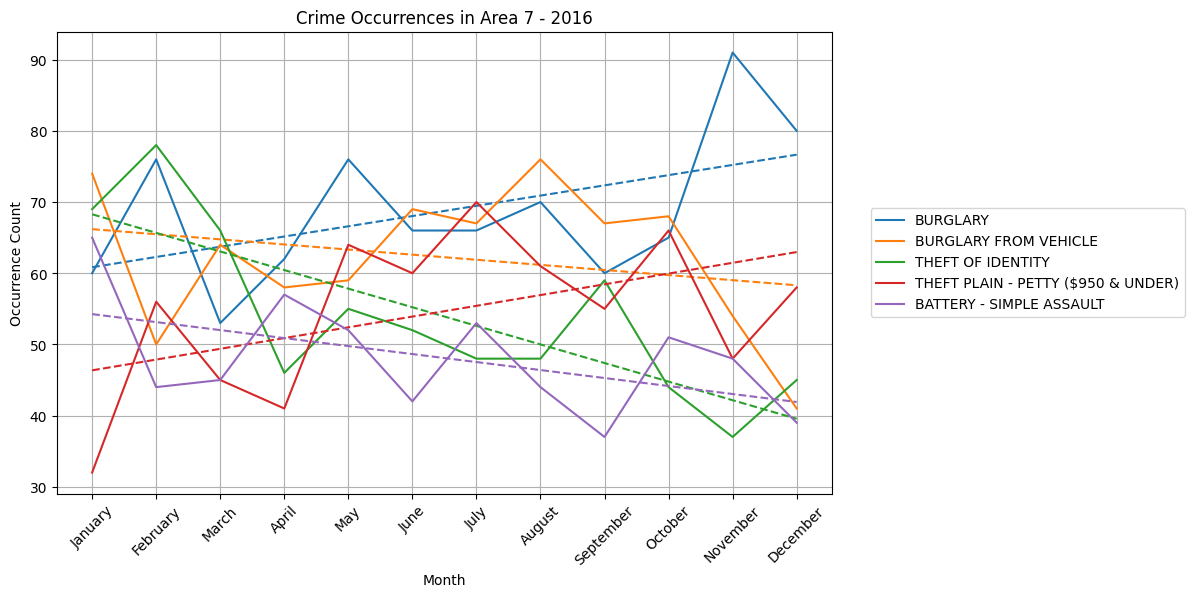 Crime Occurrences in Area 7 - 2016
Occurrence Count
90
80
70
60
50
40
30
January
February
March
April
May
June
July
August
September
October
November
December
Month
BURGLARY
BURGLARY FROM VEHICLE
THEFT OF IDENTITY
THEFT PLAIN - PETTY ($950 & UNDER)
BATTERY - SIMPLE ASSAULT